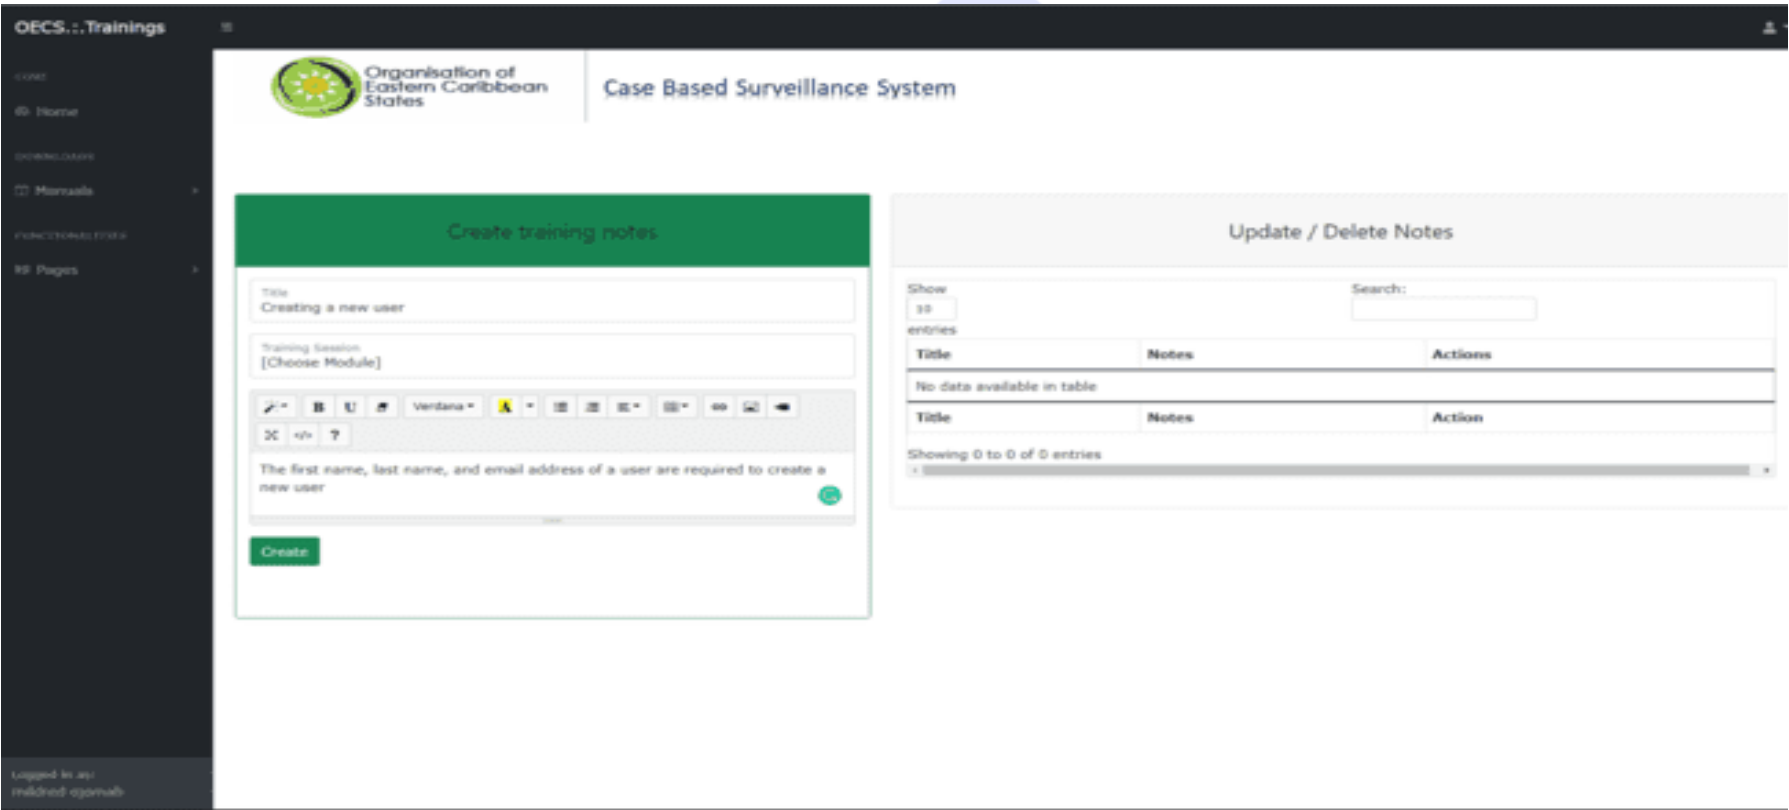 OECS.:.Trainings
CORE
Home
DOWNLOADS
Manuals
FUNCTIONALITIES
Pages
Logged in as:
Organisation of
Eastern Caribbean
States
Case Based Surveillance System
Create training notes
Title
Creating a new user
Training Session
[Choose Module]
B U Verdana A
</> ?
The first name, last name, and email address of a user are required to create a
new user
Create
Update / Delete Notes
Show
10
entries
Search:
Title Notes Actions
No data available in table
Title Notes Action
Showing 0 to 0 of 0 entries